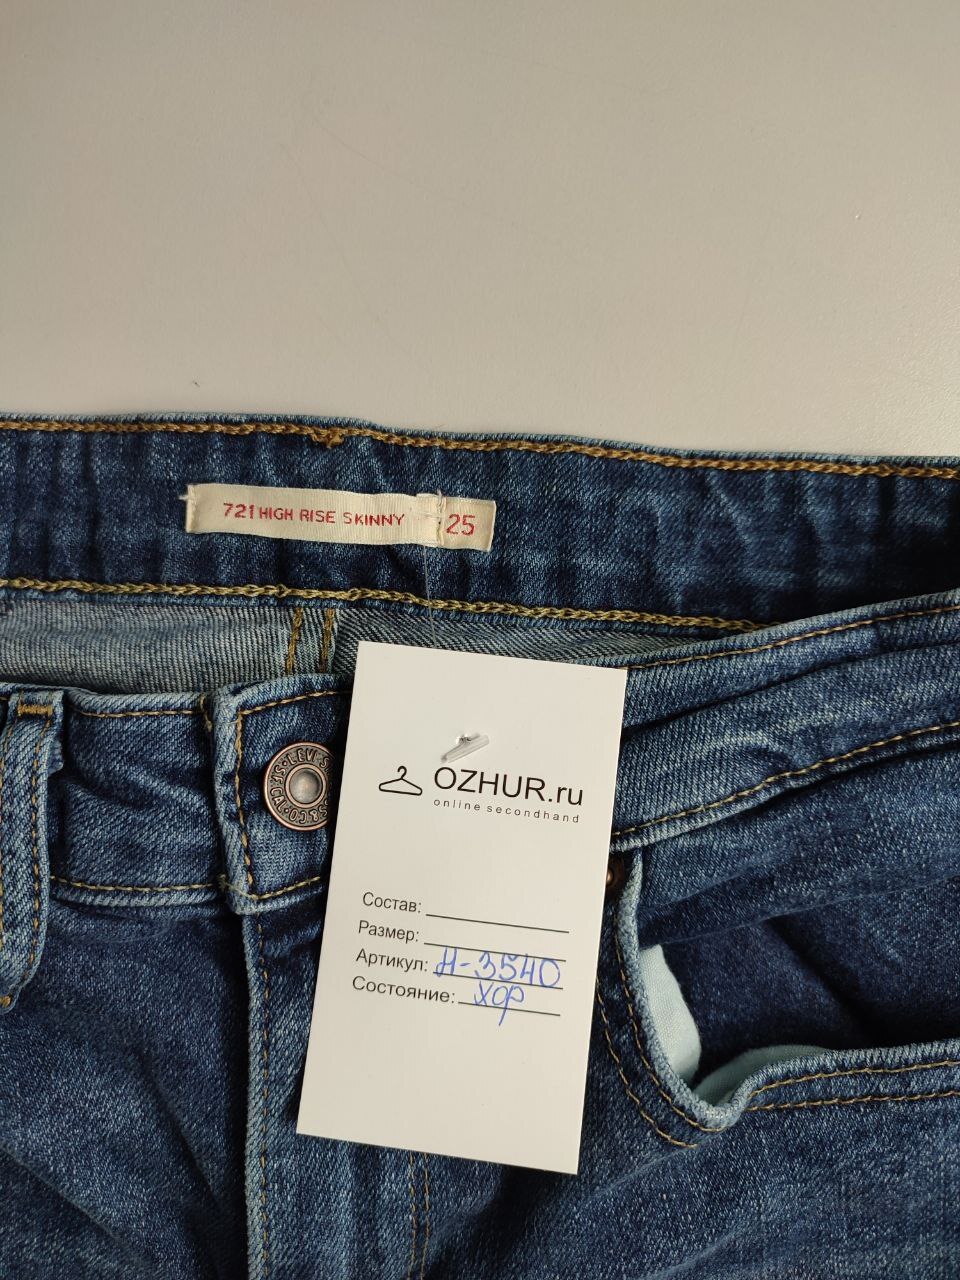 721 HIGH RISE SKINNY 25
OZHUR.ru
online secondhand
Состав:
Размер:
Артикул: Н-3540
Состояние: хор